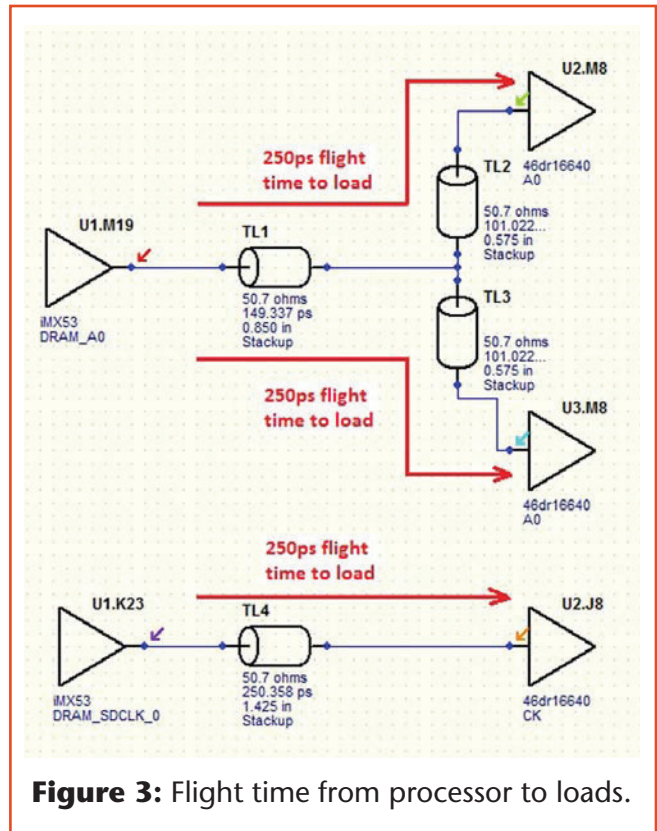 U2.M8
46dr16640
A0
250ps flight
time to load
TL2
50.7 ohms
101.022...
0.575 in
Stackup
U1.M19
iMX53
DRAM_A0
TL1
50.7 ohms
149.337 ps
0.850 in
Stackup
TL3
50.7 ohms
101.022...
0.575 in
Stackup
250ps flight
time to load
U3.M8
46dr16640
A0
250ps flight
time to load
U1.K23
iMX53
DRAM_SDCLK_0
TL4
50.7 ohms
250.358 ps
1.425 in
Stackup
U2.J8
46dr16640
CK
Figure 3: Flight time from processor to loads.